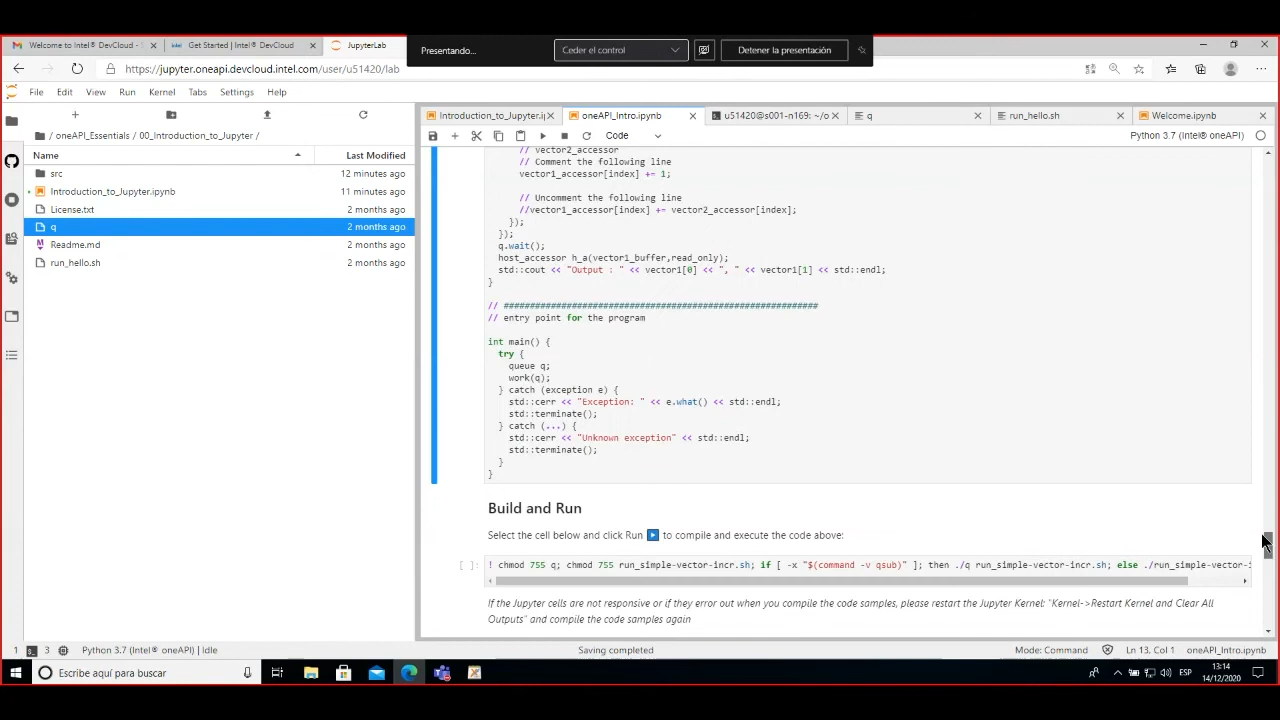 Welcome to Intel® DevCloud -
Get Started | Intel® DevCloud
JupyterLab
Presentando...
Ceder el control
Detener la presentación
https://jupyter.oneapi.devcloud.intel.com/user/u51420/lab
File Edit View Run Kernel Tabs Settings Help
/ oneAPI_Essentials / 00_Introduction_to_Jupyter /
Name Last Modified
src 12 minutes ago
Introduction_to_Jupyter.ipynb 11 minutes ago
License.txt 2 months ago
q 2 months ago
Readme.md 2 months ago
run_hello.sh 2 months ago
Introduction_to_Jupyter.i
oneAPI_Intro.ipynb
u51420@s001-n169: ~/o
q
run_hello.sh
Welcome.ipynb
Code
Python 3.7 (Intel® oneAPI)
// vector2_accessor
// Comment the following line
vector1_accessor[index] += 1;
// Uncomment the following line
//vector1_accessor[index] += vector2_accessor[index];
});
});
q.wait();
host_accessor h_a(vector1_buffer,read_only);
std::cout << "Output : " << vector1[0] << ", " << vector1[1] << std::endl;
}
// ############################################################
// entry point for the program
int main() {
try {
queue q;
work(q);
} catch (exception e) {
std::cerr << "Exception: " << e.what() << std::endl;
std::terminate();
} catch (...) {
std::cerr << "Unknown exception" << std::endl;
std::terminate();
}
}
Build and Run
Select the cell below and click Run to compile and execute the code above:
[ ]: ! chmod 755 q; chmod 755 run_simple-vector-incr.sh; if [ -x "$(command -v qsub)" ]; then ./q run_simple-vector-incr.sh; else ./run_simple-vector-i
If the Jupyter cells are not responsive or if they error out when you compile the code samples, please restart the Jupyter Kernel: "Kernel->Restart Kernel and Clear All
Outputs" and compile the code samples again
1 3 Python 3.7 (Intel® oneAPI) | Idle
Saving completed
Mode: Command
Ln 13, Col 1
oneAPI_Intro.ipynb
Escribe aquí para buscar
ESP
13:14
14/12/2020